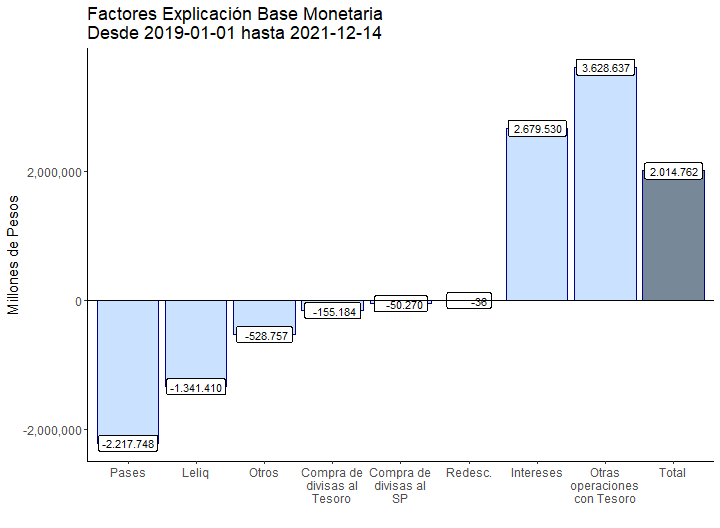 Factores Explicación Base Monetaria
Desde 2019-01-01 hasta 2021-12-14
Millones de Pesos
2,000,000
0
-2,000,000
-2.217.748
-1.341.410
-528.757
-155.184
-50.270
-36
2.679.530
3.628.637
2.014.762
Pases
Leliq
Otros
Compra de
divisas al
Tesoro
Compra de
divisas al
SP
Redesc.
Intereses
Otras
operaciones
con Tesoro
Total